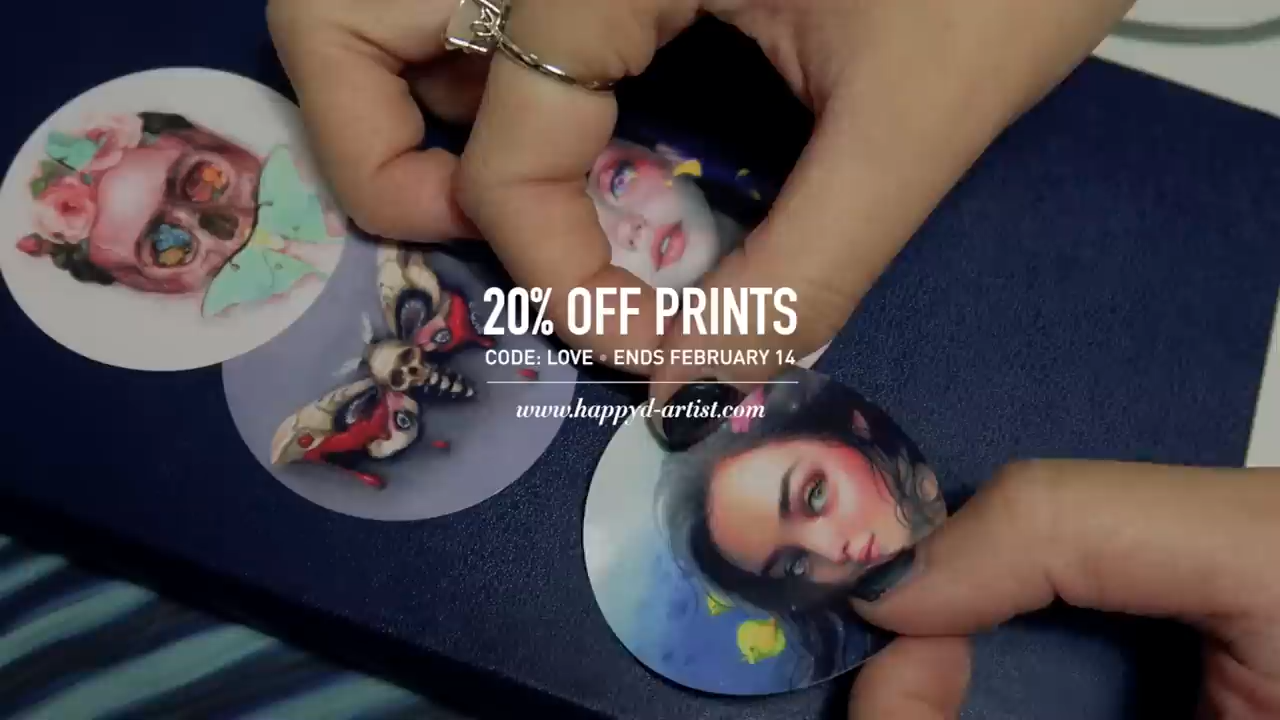 20% OFF PRINTS
CODE: LOVE • ENDS FEBRUARY 14
www.happyd-artist.com